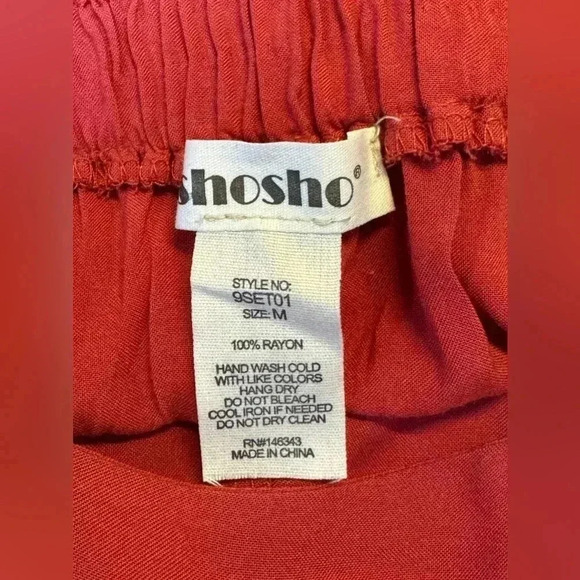 shosho®
STYLE NO:
9SET01
SIZE: M
100% RAYON
HAND WASH COLD
WITH LIKE COLORS
HANG DRY
DO NOT BLEACH
COOL IRON IF NEEDED
DO NOT DRY CLEAN
RN#146343
MADE IN CHINA